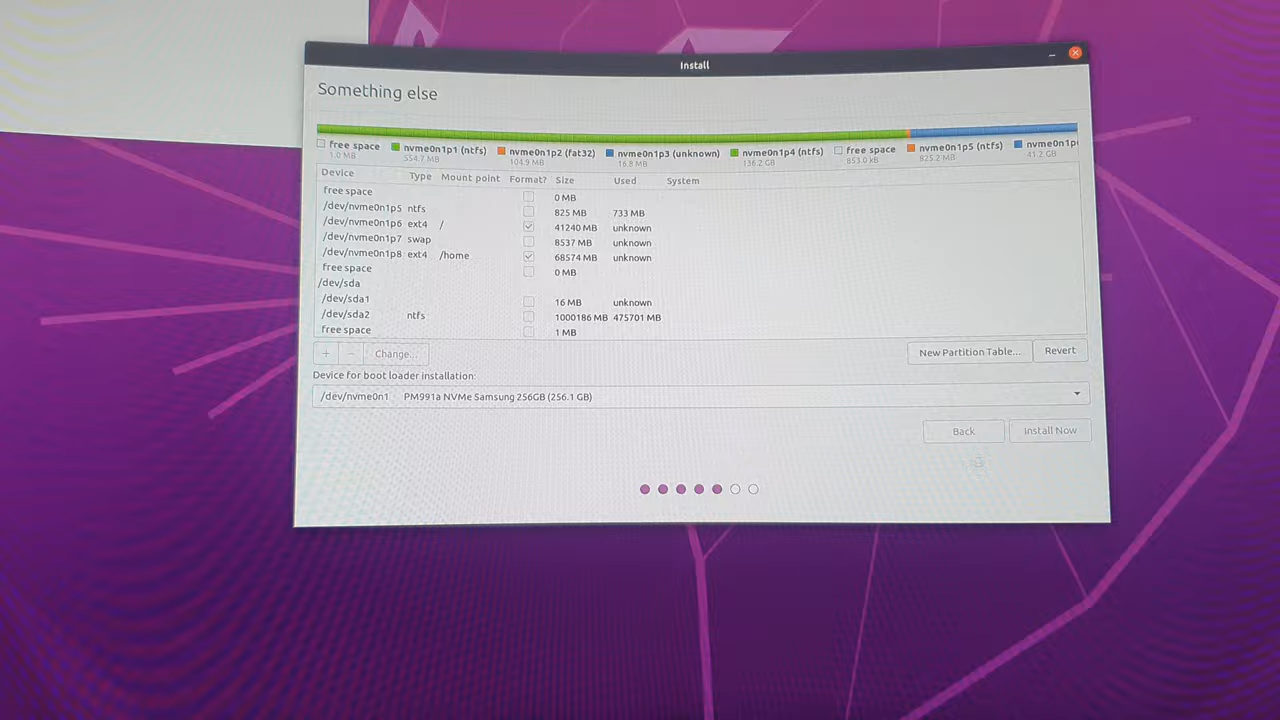 Install
Something else
free space nvme0n1p1 (ntfs) nvme0n1p2 (fat32) nvme0n1p3 (unknown) nvme0n1p4 (ntfs) free space nvme0n1p5 (ntfs) nvme0n1p
1.0 MB 554.7 MB 104.9 MB 16.8 MB 136.2 GB 853.0 kB 825.2 MB 41.2 GB
Device Type Mount point Format? Size Used System
free space 0 MB
/dev/nvme0n1p5 ntfs 825 MB 733 MB
/dev/nvme0n1p6 ext4 / 41240 MB unknown
/dev/nvme0n1p7 swap 8537 MB unknown
/dev/nvme0n1p8 ext4 /home 68574 MB unknown
free space 0 MB
/dev/sda
/dev/sda1 16 MB unknown
/dev/sda2 ntfs 1000186 MB 475701 MB
free space 1 MB
+ − Change... New Partition Table... Revert
Device for boot loader installation:
/dev/nvme0n1 PM991a NVMe Samsung 256GB (256.1 GB)
Back Install Now